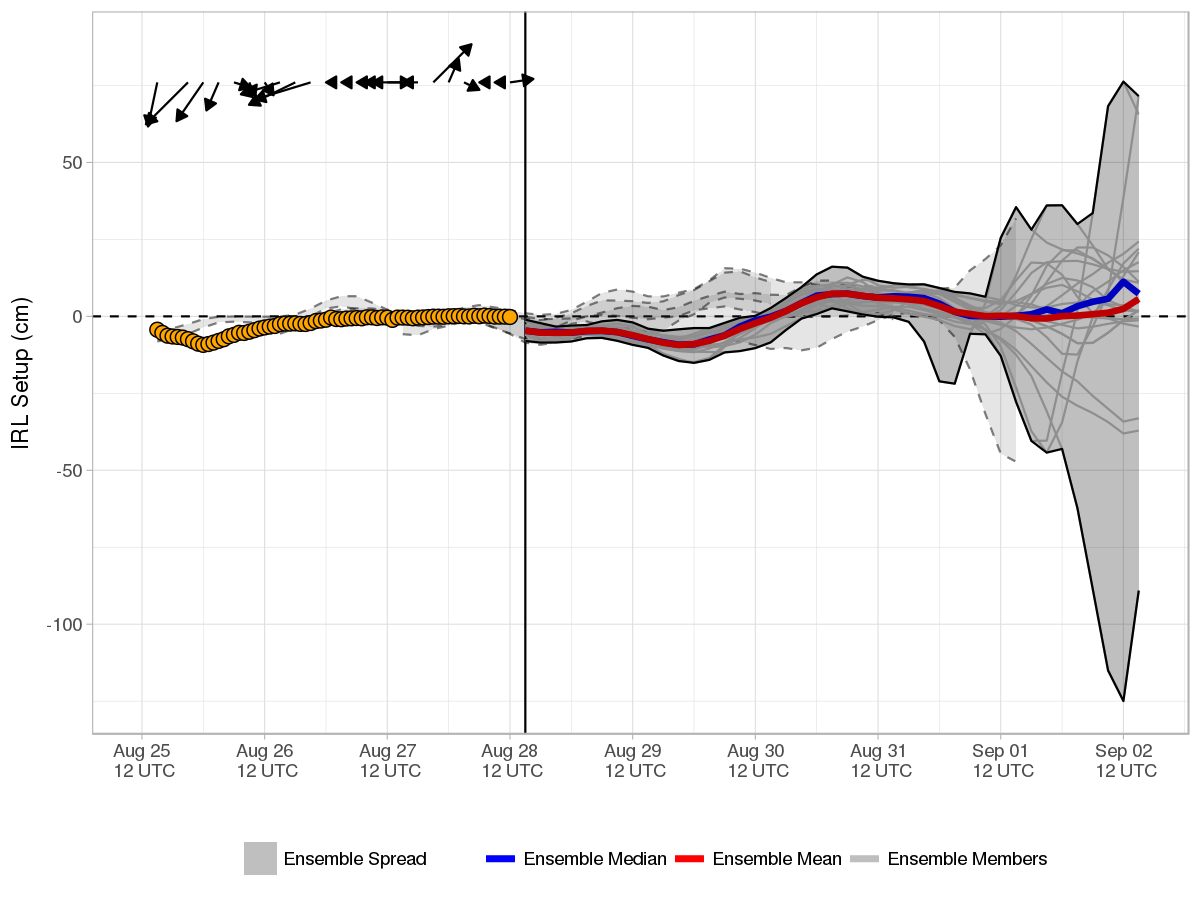 IRL Setup (cm)
50
0
-50
-100
Aug 25 Aug 26 Aug 27 Aug 28 Aug 29 Aug 30 Aug 31 Sep 01 Sep 02
12 UTC 12 UTC 12 UTC 12 UTC 12 UTC 12 UTC 12 UTC 12 UTC 12 UTC
Ensemble Spread Ensemble Median Ensemble Mean Ensemble Members